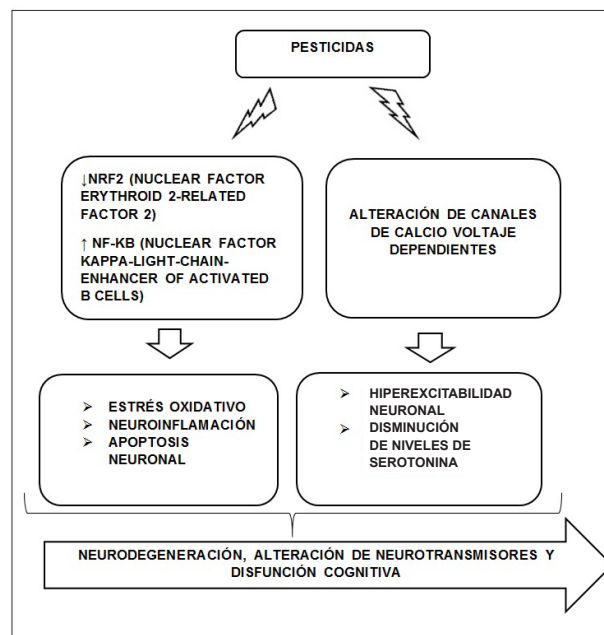 PESTICIDAS
↓NRF2 (NUCLEAR FACTOR
ERYTHROID 2-RELATED
FACTOR 2)
↑ NF-KB (NUCLEAR FACTOR
KAPPA-LIGHT-CHAIN-
ENHANCER OF ACTIVATED
B CELLS)
ALTERACIÓN DE CANALES
DE CALCIO VOLTAJE
DEPENDIENTES
➤ ESTRÉS OXIDATIVO
➤ NEUROINFLAMACIÓN
➤ APOPTOSIS
NEURONAL
➤ HIPEREXCITABILIDAD
NEURONAL
➤ DISMINUCIÓN
DE NIVELES DE
SEROTONINA
NEURODEGENERACIÓN, ALTERACIÓN DE NEUROTRANSMISORES Y
DISFUNCIÓN COGNITIVA